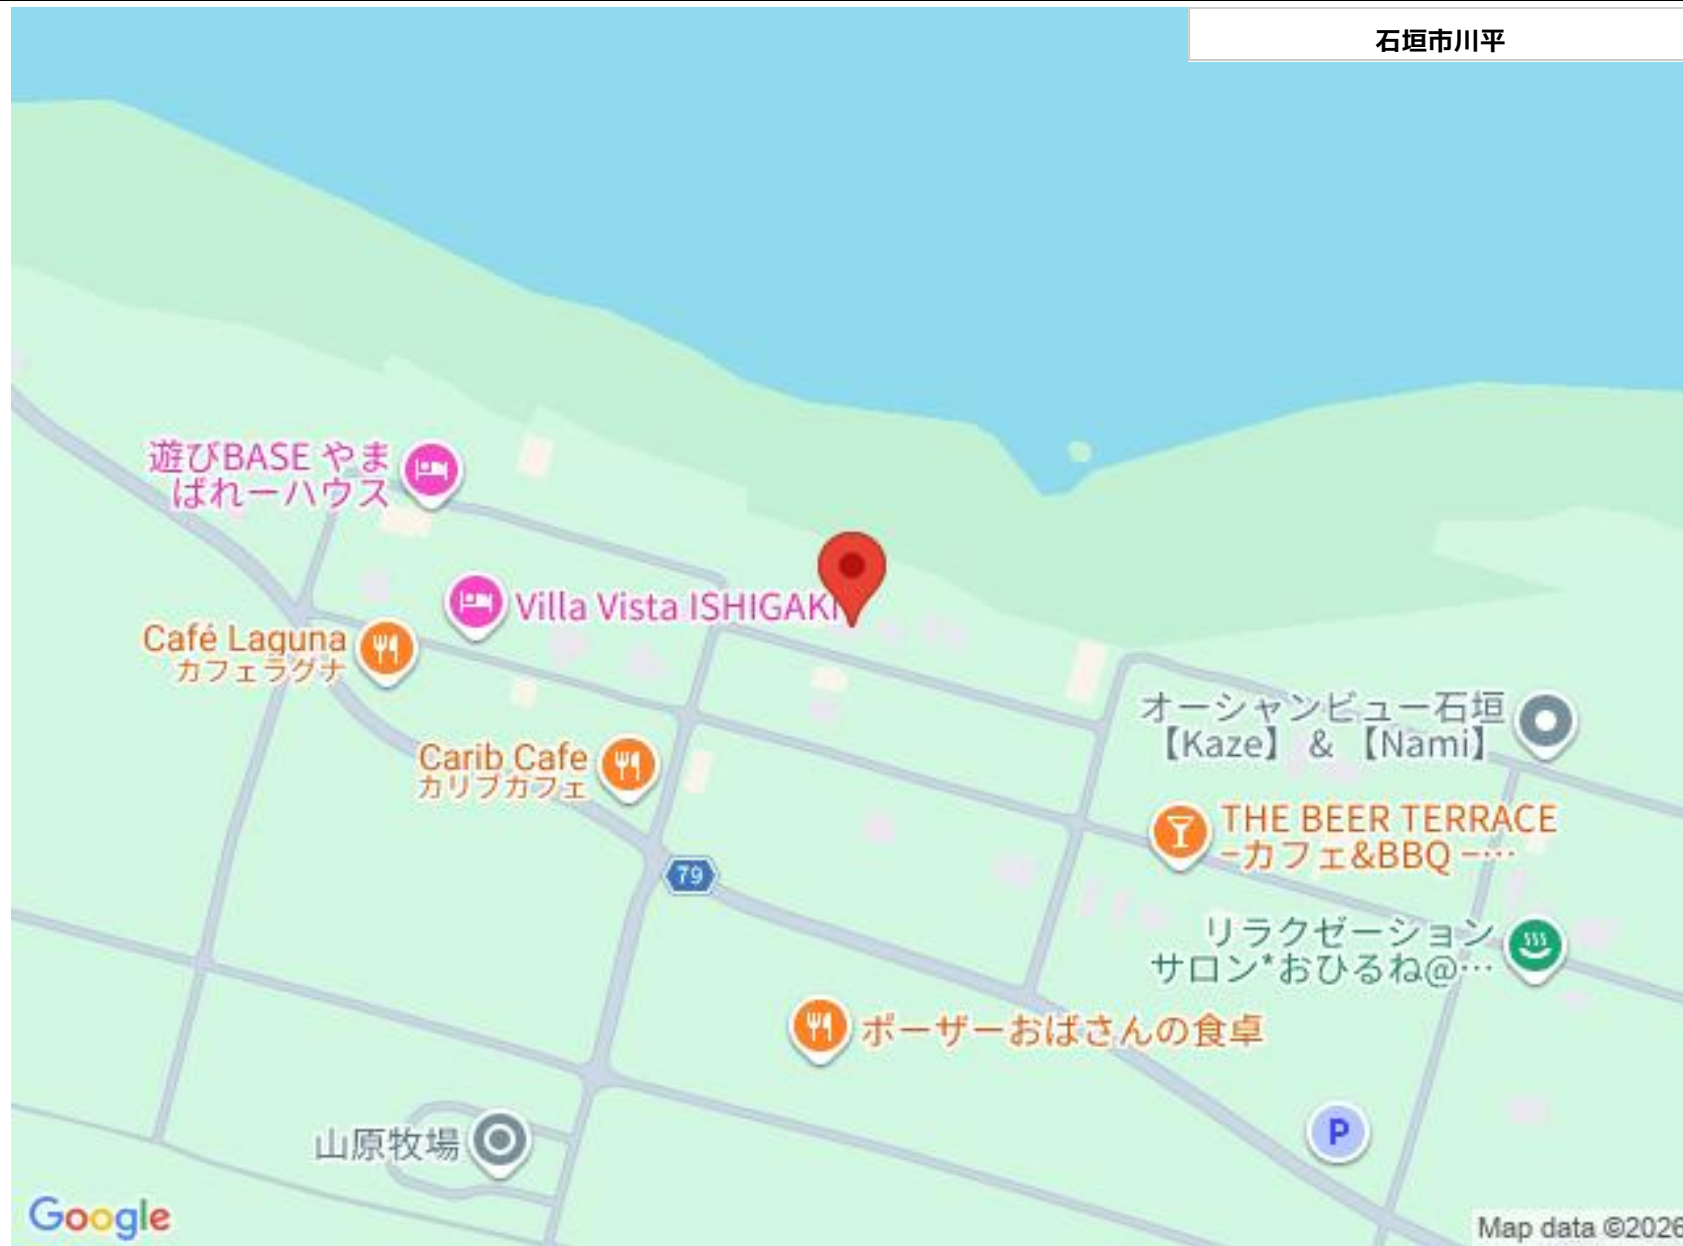 石垣市川平
遊びBASE やま
ばれーハウス
Villa Vista ISHIGAKI
Café Laguna
カフェラグナ
オーシャンビュー石垣
【Kaze】 & 【Nami】
Carib Cafe
カリブカフェ
THE BEER TERRACE
−カフェ&BBQ −…
79
リラクゼーション
サロン*おひるね@…
ポーザーおばさんの食卓
P
山原牧場
Google
Map data ©2026